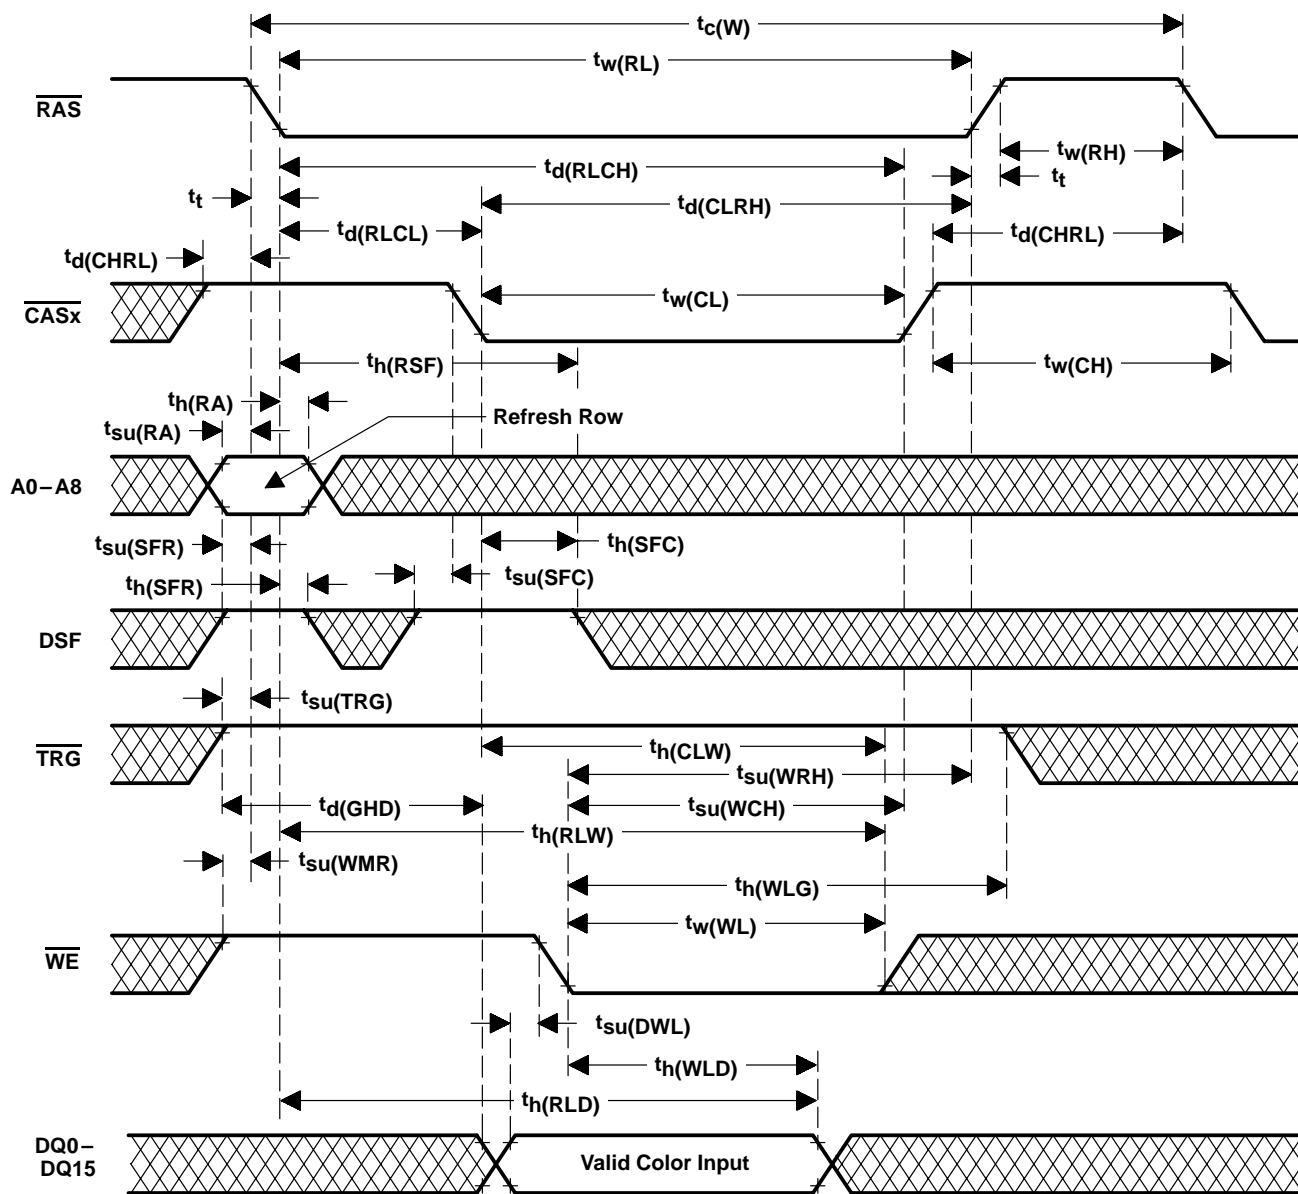 tc(W)
tw(RL)
RAS
tw(RH)
td(RLCH)
tt
tt
td(CLRH)
td(RLCL)
td(CHRL)
td(CHRL)
CASx
tw(CL)
th(RSF)
tw(CH)
th(RA)
Refresh Row
tsu(RA)
A0–A8
tsu(SFR)
th(SFC)
th(SFR)
tsu(SFC)
DSF
tsu(TRG)
TRG
th(CLW)
tsu(WRH)
td(GHD)
tsu(WCH)
th(RLW)
tsu(WMR)
th(WLG)
tw(WL)
WE
tsu(DWL)
th(WLD)
th(RLD)
DQ0–
DQ15
Valid Color Input